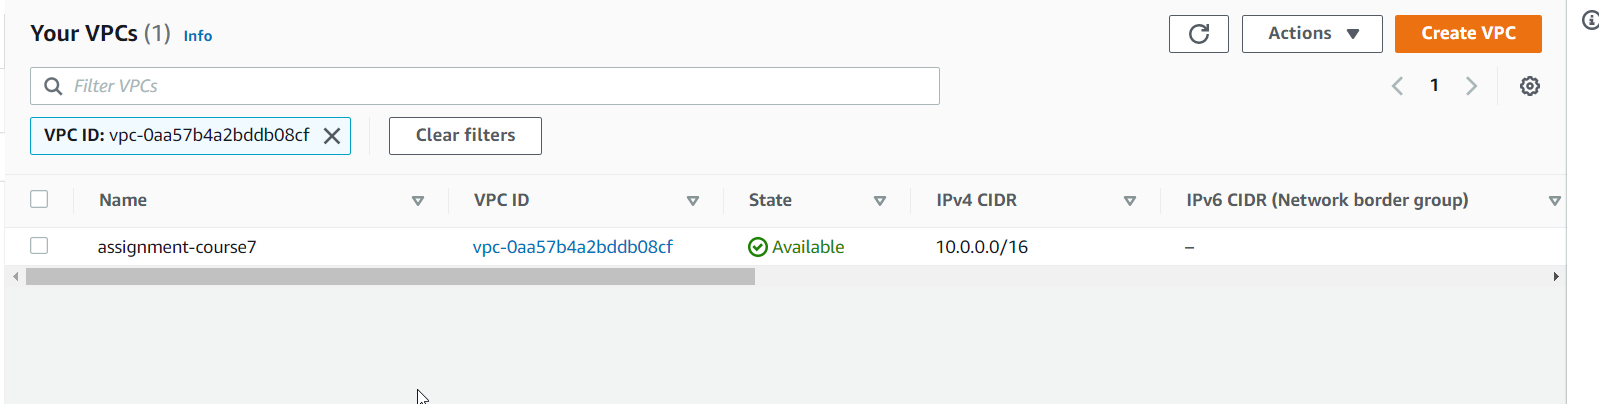 Your VPCs (1) Info
Actions
Create VPC
Filter VPCs
1
VPC ID: vpc-0aa57b4a2bddb08cf
Clear filters
Name VPC ID State IPv4 CIDR IPv6 CIDR (Network border group)
assignment-course7 vpc-0aa57b4a2bddb08cf Available 10.0.0.0/16 –